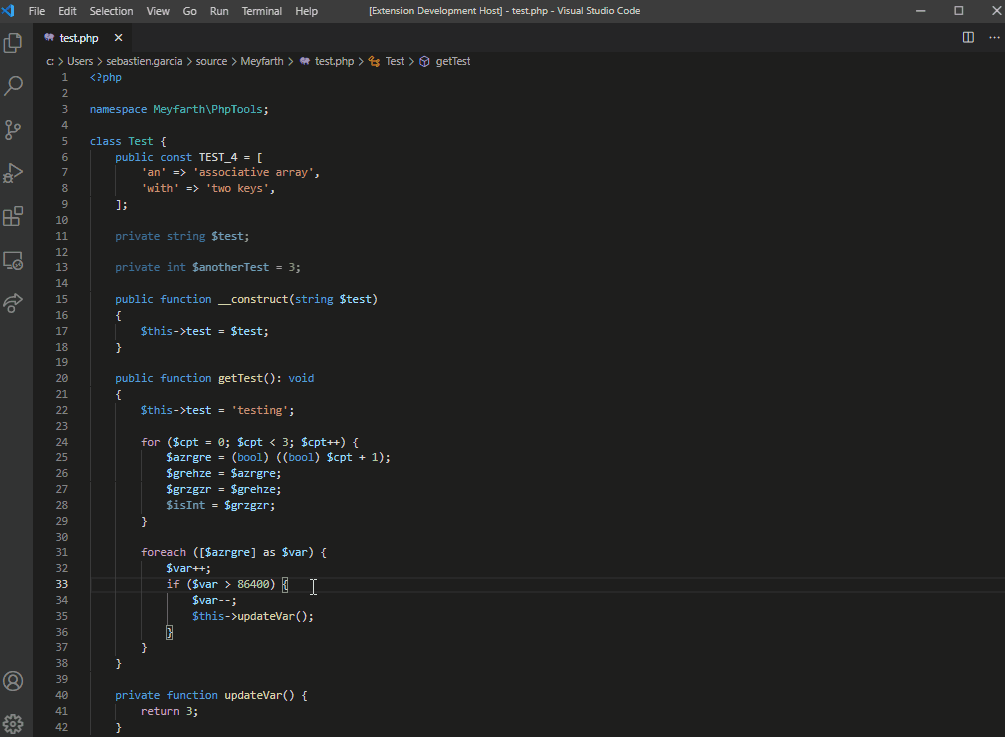 File Edit Selection View Go Run Terminal Help [Extension Development Host] - test.php - Visual Studio Code
test.php
c: > Users > sebastien.garcia > source > Meyfarth > test.php > Test > getTest
1 <?php
2
3 namespace Meyfarth\PhpTools;
4
5 class Test {
6 public const TEST_4 = [
7 'an' => 'associative array',
8 'with' => 'two keys',
9 ];
10
11 private string $test;
12
13 private int $anotherTest = 3;
14
15 public function __construct(string $test)
16 {
17 $this->test = $test;
18 }
19
20 public function getTest(): void
21 {
22 $this->test = 'testing';
23
24 for ($cpt = 0; $cpt < 3; $cpt++) {
25 $azrgre = (bool) ((bool) $cpt + 1);
26 $grehze = $azrgre;
27 $grzgzr = $grehze;
28 $isInt = $grzgzr;
29 }
30
31 foreach ([$azrgre] as $var) {
32 $var++;
33 if ($var > 86400) {
34 $var--;
35 $this->updateVar();
36 }
37 }
38 }
39
40 private function updateVar() {
41 return 3;
42 }